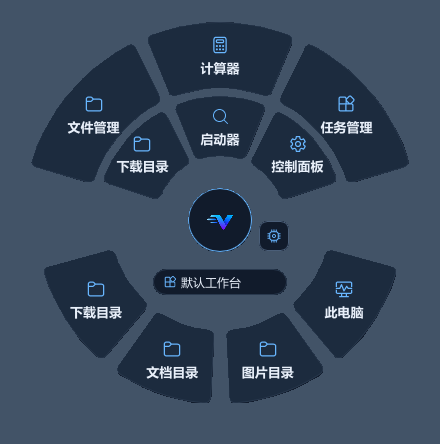 计算器
文件管理
任务管理
启动器
下载目录
控制面板
默认工作台
下载目录
此电脑
文档目录
图片目录